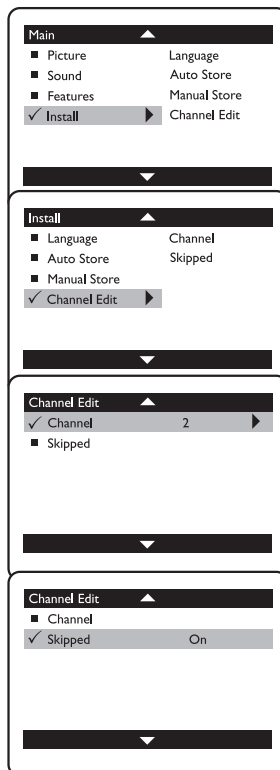 Main
Picture Language
Sound Auto Store
Features Manual Store
Install Channel Edit
Install
Language Channel
Auto Store Skipped
Manual Store
Channel Edit
Channel Edit
Channel 2
Skipped
Channel Edit
Channel
Skipped On